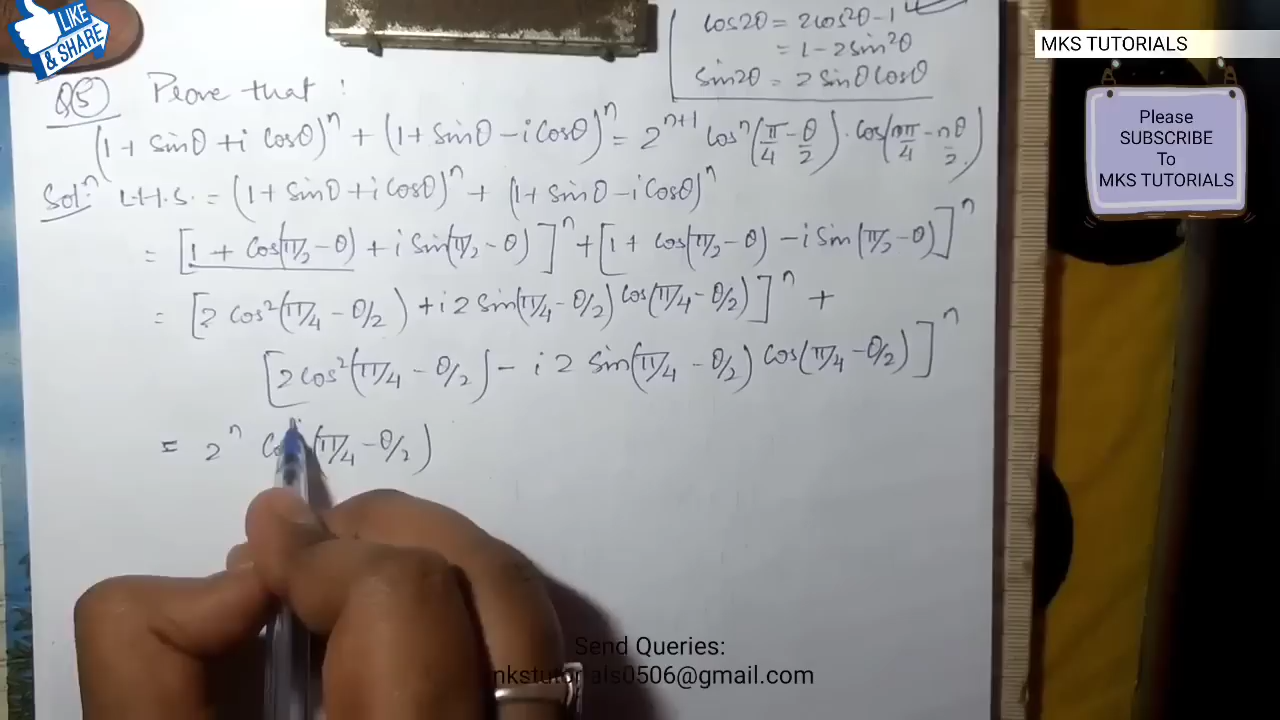 LIKE
& SHARE
cos2θ = 2cos²θ-1
= 1-2sin²θ
sin2θ = 2 sinθ cosθ
MKS TUTORIALS
Please
SUBSCRIBE
To
MKS TUTORIALS
Q5 Prove that :
(1+ sinθ +i cosθ)ⁿ + (1+ sinθ -i cosθ)ⁿ = 2ⁿ⁺¹ cosⁿ(π/4 - θ/2) . cos(nπ/4 - nθ/2)
Solⁿ: L.H.S. = (1+ sinθ +i cosθ)ⁿ + (1+ sinθ -i cosθ)ⁿ
= [1 + cos(π/2 -θ) + i sin(π/2 -θ) ]ⁿ + [1 + cos(π/2 -θ) - i sin(π/2 -θ)]ⁿ
= [2 cos²(π/4 - θ/2) + i 2 sin(π/4 - θ/2) cos(π/4 - θ/2)]ⁿ +
[2cos²(π/4 - θ/2) - i 2 sin(π/4 - θ/2) cos(π/4 - θ/2)]ⁿ
= 2ⁿ (π/4 - θ/2)
Send Queries:
mkstutorials0506@gmail.com